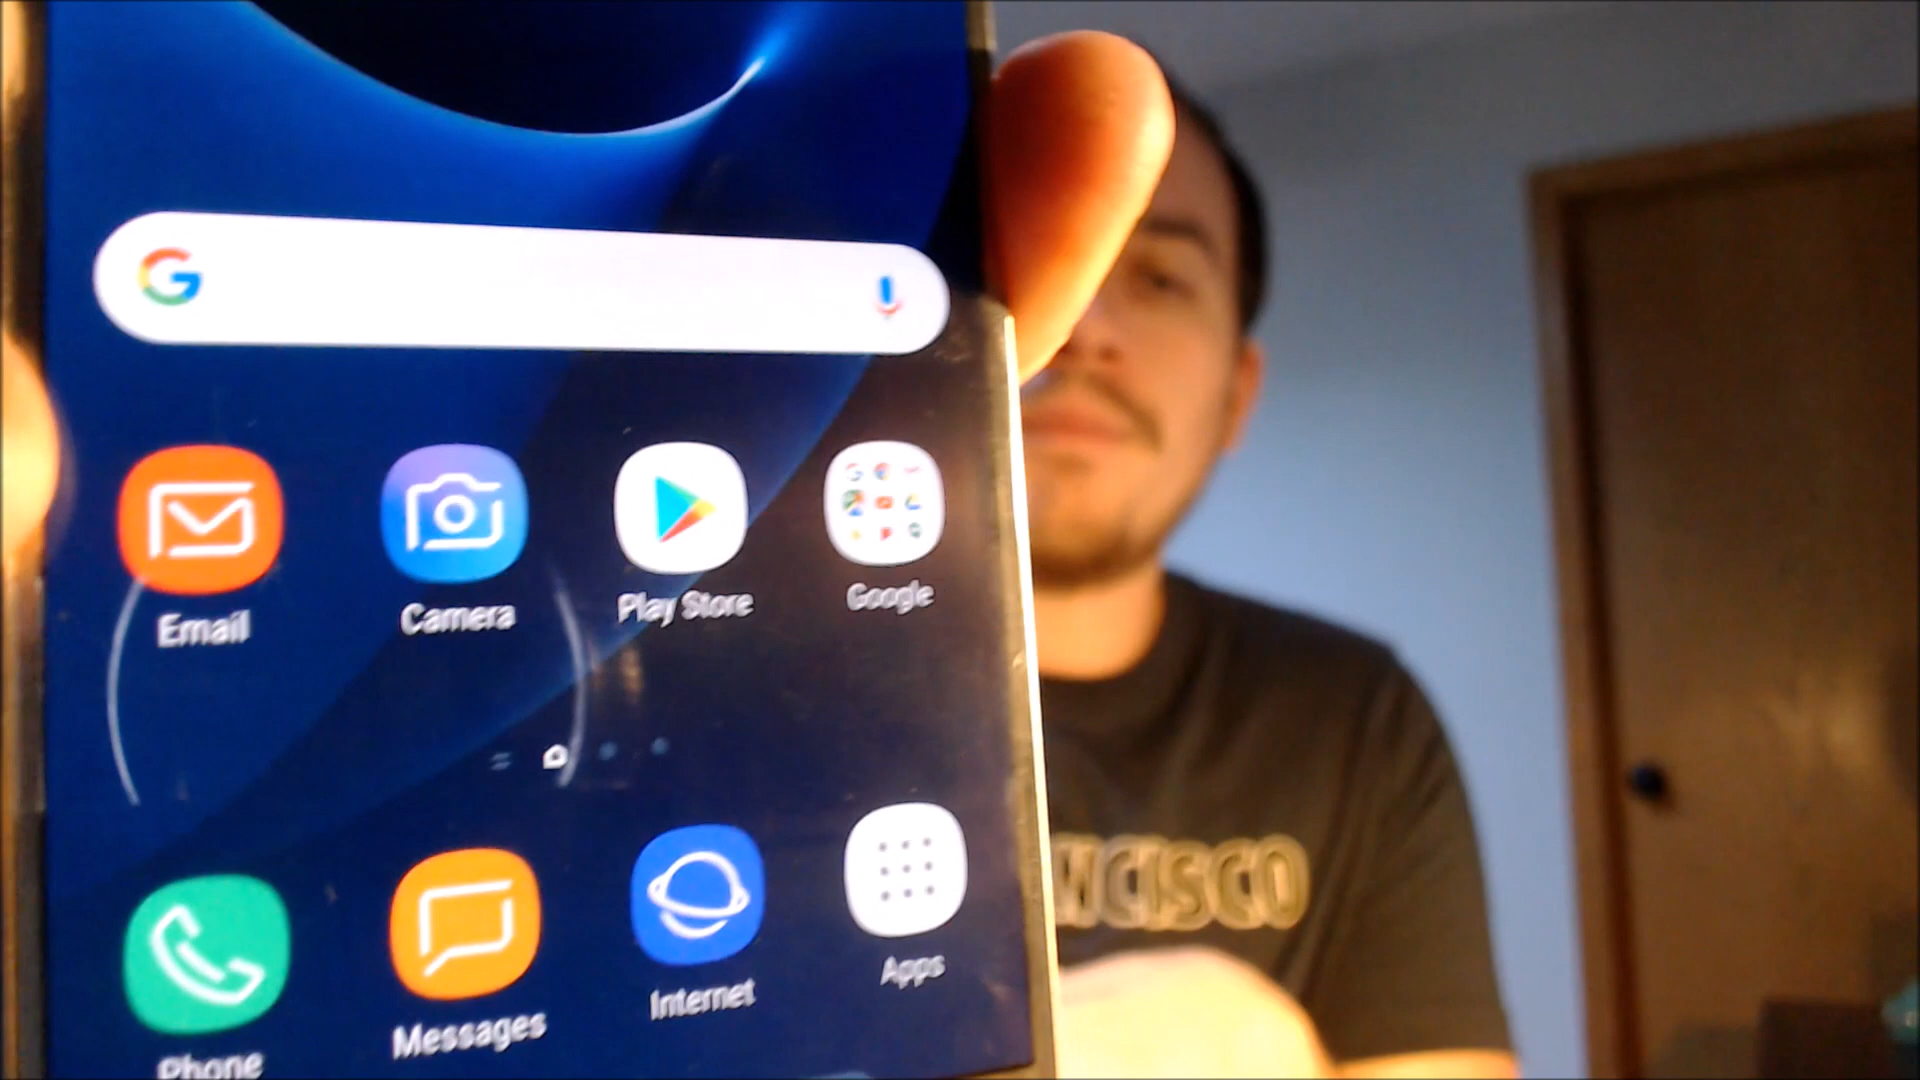 Email
Camera
Play Store
Google
Phone
Messages
Internet
Apps
NCISCO